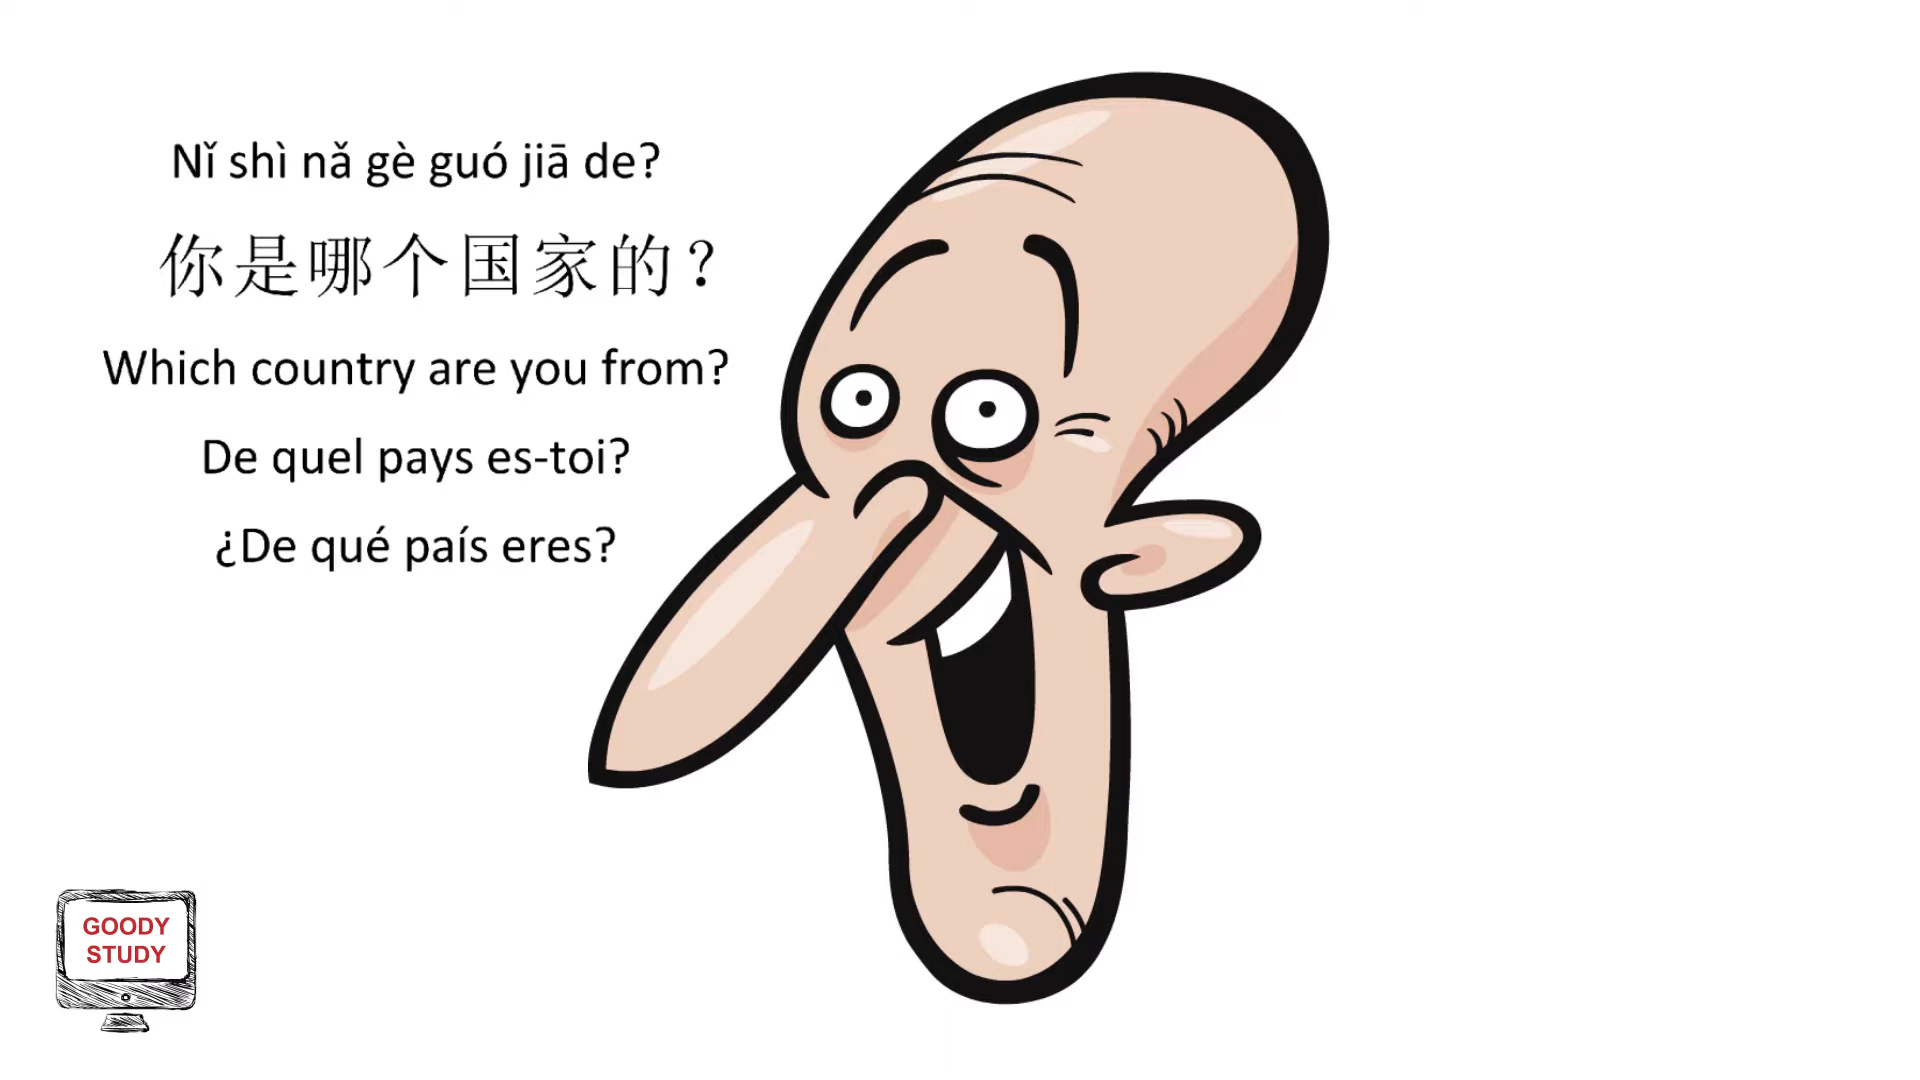 Nǐ shì nǎ gè guó jiā de?
你是哪个国家的？
Which country are you from?
De quel pays es-toi?
¿De qué país eres?
GOODY
STUDY